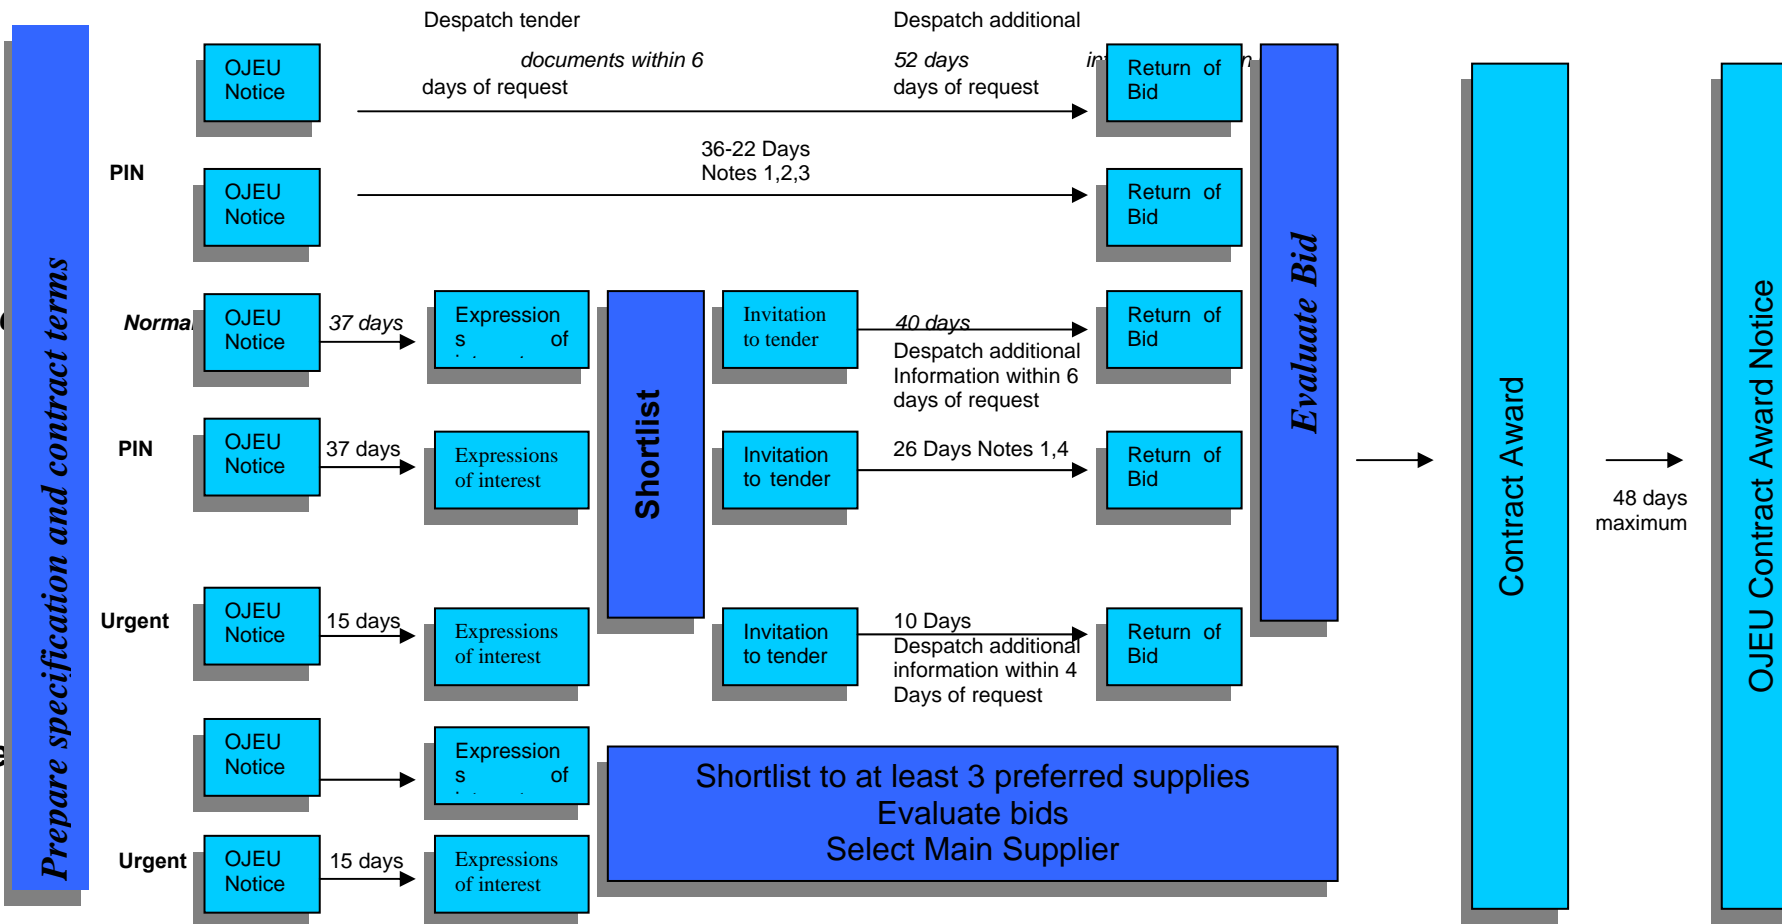 Despatch tender
Despatch additional
documents within 6
52 days
days of request
days of request
OJEU
Notice
Return of
Bid
36-22 Days
Notes 1,2,3
PIN
OJEU
Notice
Return of
Bid
Prepare specification and contract terms
Evaluate Bid
Contract Award
OJEU Contract Award Notice
48 days
maximum
OJEU
Notice
37 days
Expression
s of
Shortlist
Invitation
to tender
40 days
Despatch additional
Information within 6
days of request
Return of
Bid
PIN
OJEU
Notice
37 days
Expressions
of interest
Invitation
to tender
26 Days Notes 1,4
Return of
Bid
Urgent
OJEU
Notice
15 days
Expressions
of interest
Invitation
to tender
10 Days
Despatch additional
information within 4
Days of request
Return of
Bid
OJEU
Notice
Expression
s of
Shortlist to at least 3 preferred supplies
Evaluate bids
Select Main Supplier
Urgent
OJEU
Notice
15 days
Expressions
of interest